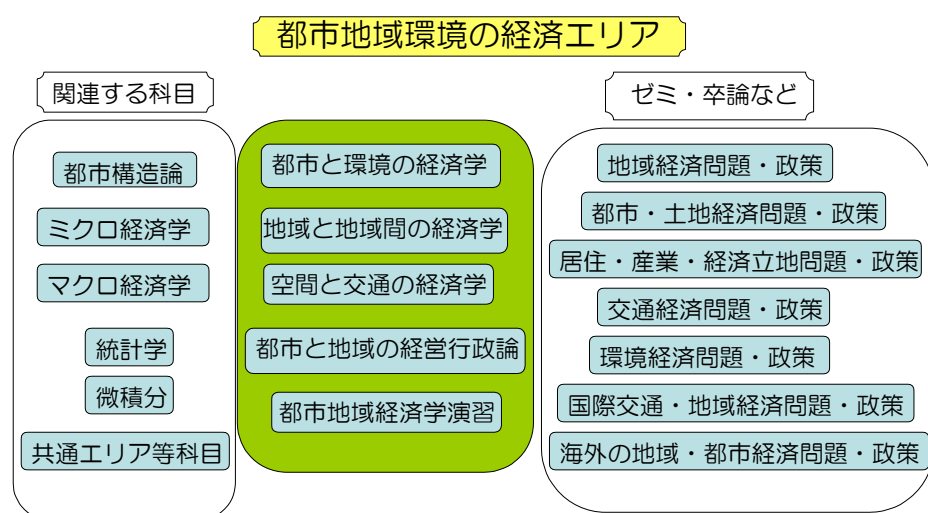 都市地域環境の経済エリア
関連する科目
都市構造論
ミクロ経済学
マクロ経済学
統計学
微積分
共通エリア等科目
都市と環境の経済学
地域と地域間の経済学
空間と交通の経済学
都市と地域の経営行政論
都市地域経済学演習
ゼミ・卒論など
地域経済問題・政策
都市・土地経済問題・政策
居住・産業・経済立地問題・政策
交通経済問題・政策
環境経済問題・政策
国際交通・地域経済問題・政策
海外の地域・都市経済問題・政策